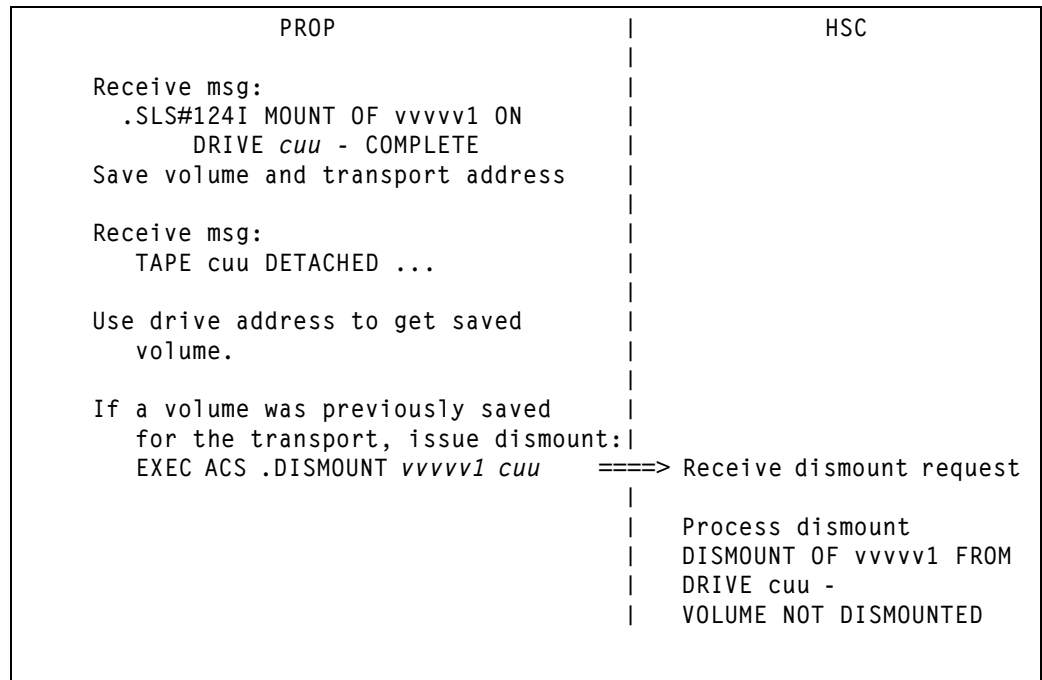 PROP | HSC
|
Receive msg: |
.SLS#124I MOUNT OF vvvvv1 ON |
DRIVE cuu - COMPLETE |
Save volume and transport address |
|
Receive msg: |
TAPE cuu DETACHED ... |
|
Use drive address to get saved |
volume. |
|
If a volume was previously saved |
for the transport, issue dismount:|
EXEC ACS .DISMOUNT vvvvv1 cuu ====> Receive dismount request
|
| Process dismount
| DISMOUNT OF vvvvv1 FROM
| DRIVE cuu -
| VOLUME NOT DISMOUNTED